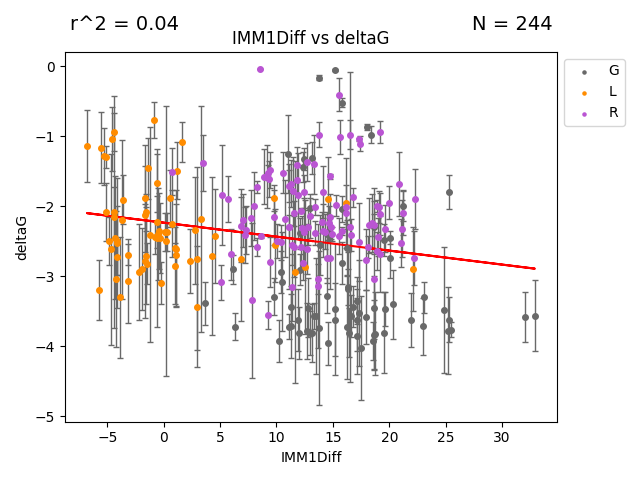 r^2 = 0.04
N = 244
IMM1Diff vs deltaG
G
L
R
deltaG
0
−1
−2
−3
−4
−5
−5
0
5
10
15
20
25
30
IMM1Diff